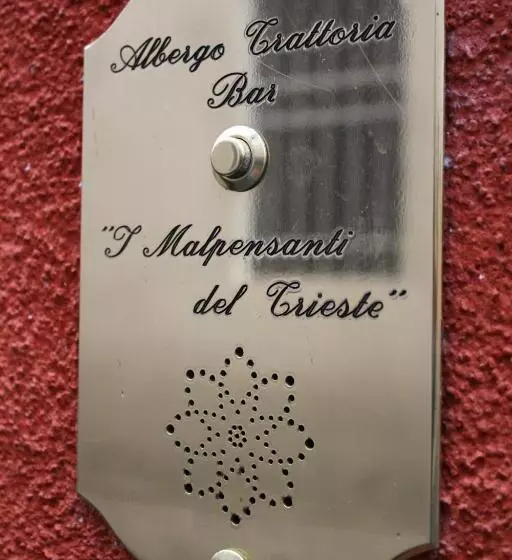 Albergo Trattoria
Bar
"I Malpensanti
del Trieste"